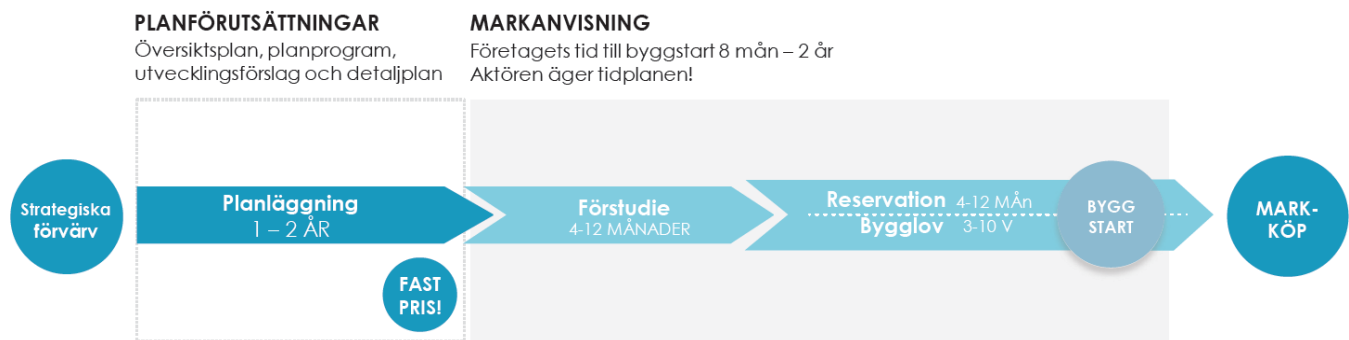 PLANFÖRUTSÄTTNINGAR
Översiktsplan, planprogram,
utvecklingsförslag och detaljplan
MARKANVISNING
Företagets tid till byggstart 8 mån – 2 år
Aktören äger tidplanen!
Strategiska
förvärv
Planläggning
1 – 2 ÅR
FAST
PRIS!
Förstudie
4-12 MÅNADER
Reservation 4-12 MÅn
Bygglov 3-10 V
BYGG
START
MARK-
KÖP